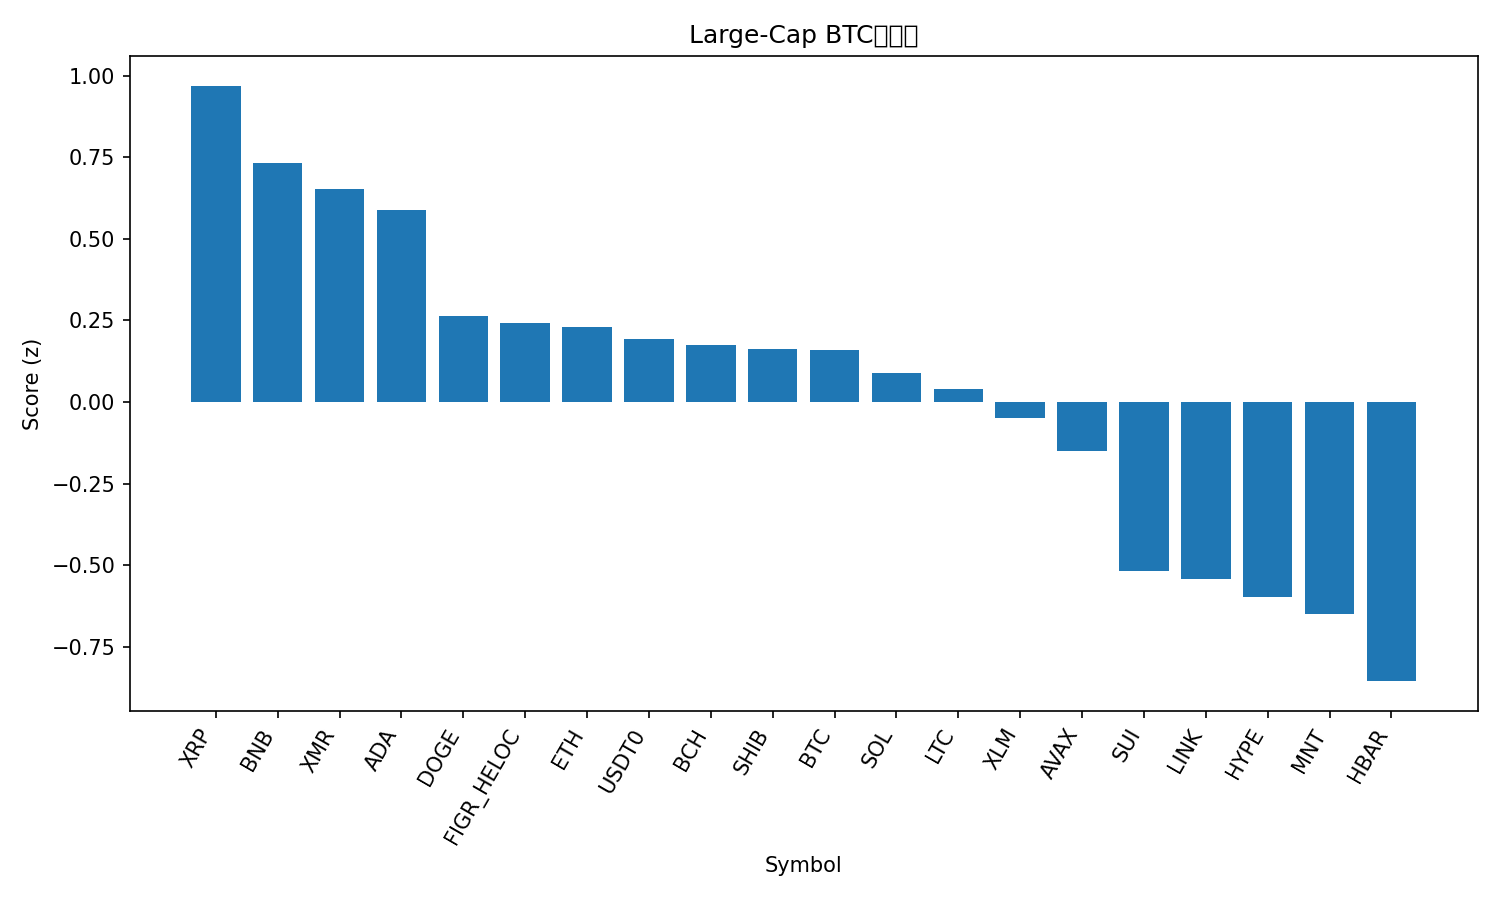 Large-Cap BTC
1.00
0.75
0.50
0.25
0.00
−0.25
−0.50
−0.75
Score (z)
XRP
BNB
XMR
ADA
DOGE
FIGR_HELOC
ETH
USDT0
BCH
SHIB
BTC
SOL
LTC
XLM
AVAX
SUI
LINK
HYPE
MNT
HBAR
Symbol